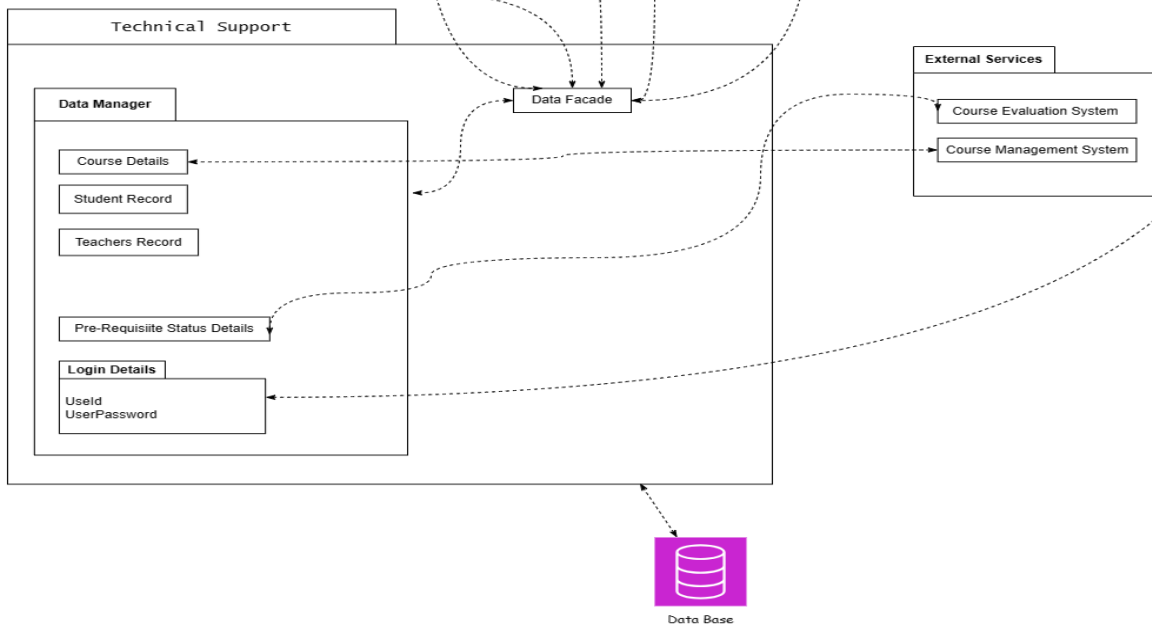 Technical Support
External Services
Data Manager
Data Facade
Course Evaluation System
Course Details
Course Management System
Student Record
Teachers Record
Pre-Requisiite Status Details
Login Details
UseId
UserPassword
Data Base